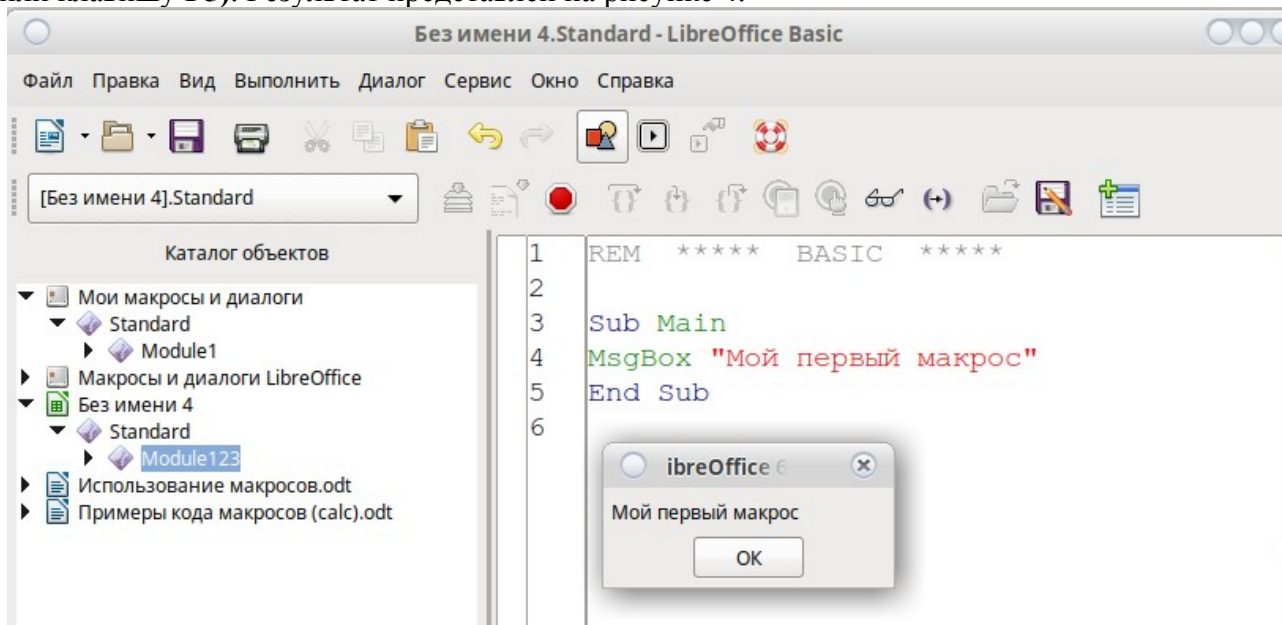 Без имени 4.Standard - LibreOffice Basic
Файл Правка Вид Выполнить Диалог Сервис Окно Справка
[Без имени 4].Standard
Каталог объектов
Мои макросы и диалоги
Standard
Module1
Макросы и диалоги LibreOffice
Без имени 4
Standard
Module123
Использование макросов.odt
Примеры кода макросов (calc).odt
1 REM ***** BASIC *****
2
3 Sub Main
4 MsgBox "Мой первый макрос"
5 End Sub
6
ibreOffice 6
Мой первый макрос
ОК